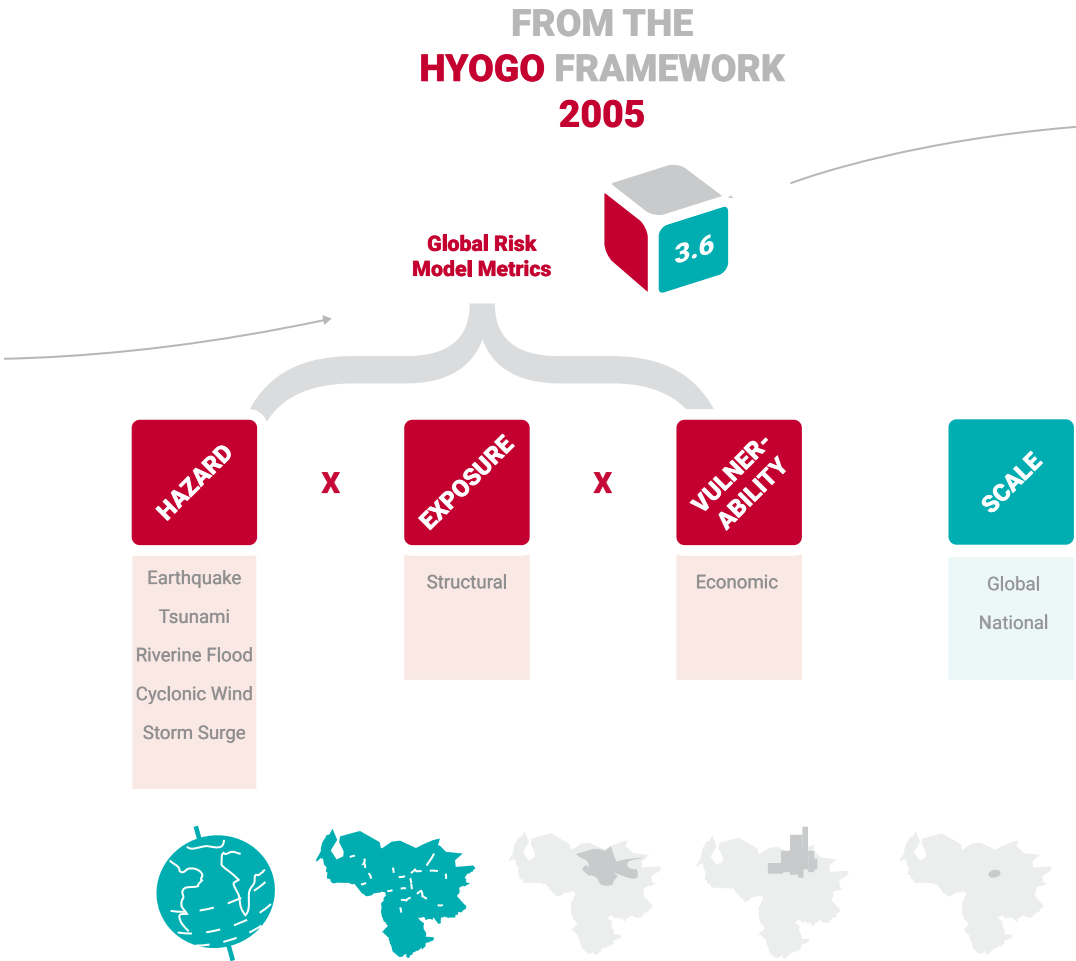 FROM THE
HYOGO FRAMEWORK
2005
Global Risk
Model Metrics
3.6
HAZARD
X
EXPOSURE
X
VULNER-
ABILITY
SCALE
Earthquake
Tsunami
Riverine Flood
Cyclonic Wind
Storm Surge
Structural
Economic
Global
National